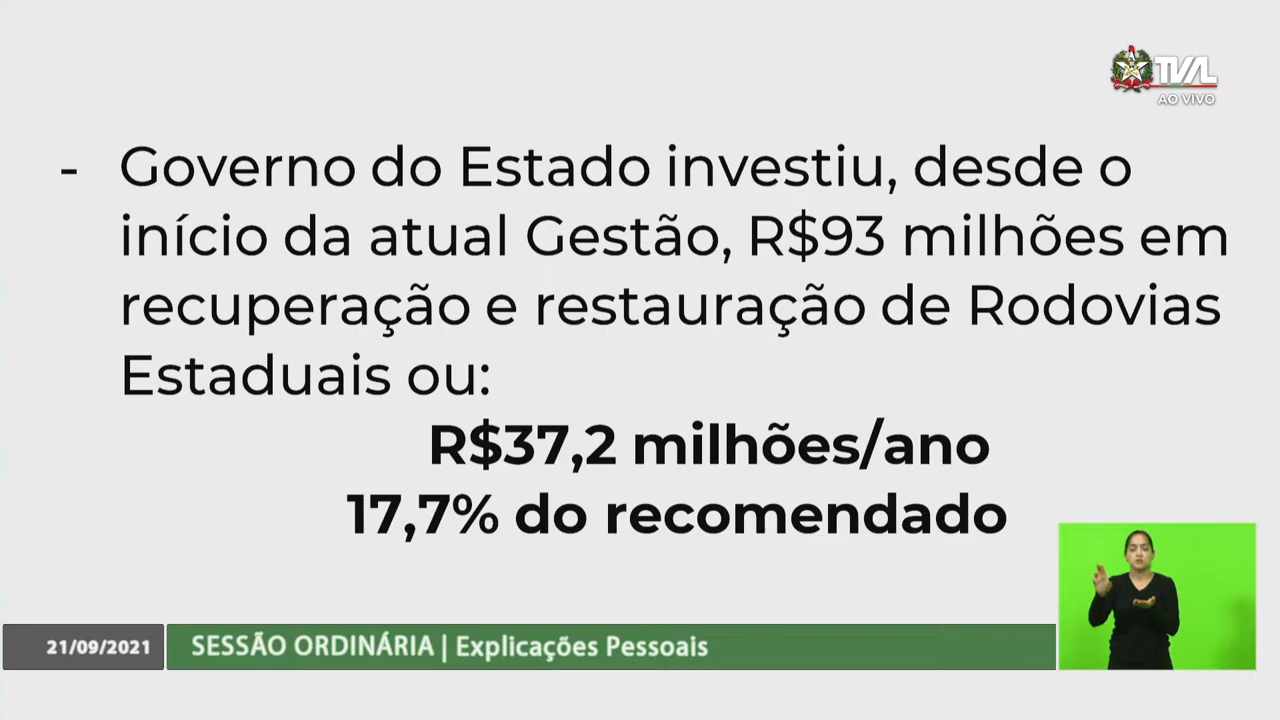 TVAL
AO VIVO
- Governo do Estado investiu, desde o
início da atual Gestão, R$93 milhões em
recuperação e restauração de Rodovias
Estaduais ou:
R$37,2 milhões/ano
17,7% do recomendado
21/09/2021
SESSÃO ORDINÁRIA | Explicações Pessoais